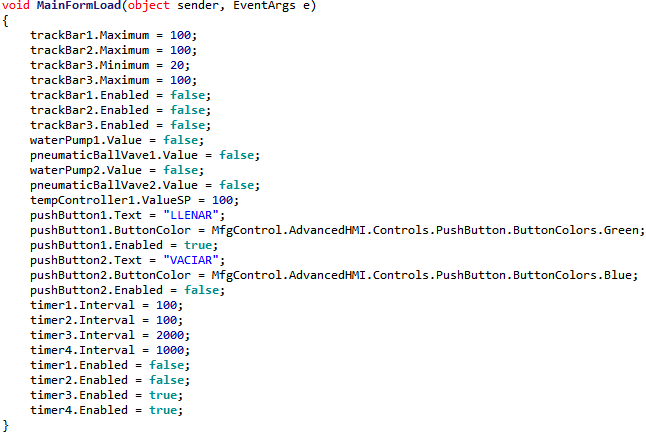 void MainFormLoad(object sender, EventArgs e)
{
trackBar1.Maximum = 100;
trackBar2.Maximum = 100;
trackBar3.Minimum = 20;
trackBar3.Maximum = 100;
trackBar1.Enabled = false;
trackBar2.Enabled = false;
trackBar3.Enabled = false;
waterPump1.Value = false;
pneumaticBallVave1.Value = false;
waterPump2.Value = false;
pneumaticBallVave2.Value = false;
tempController1.ValueSP = 100;
pushButton1.Text = "LLENAR";
pushButton1.ButtonColor = MfgControl.AdvancedHMI.Controls.PushButton.ButtonColors.Green;
pushButton1.Enabled = true;
pushButton2.Text = "VACIAR";
pushButton2.ButtonColor = MfgControl.AdvancedHMI.Controls.PushButton.ButtonColors.Blue;
pushButton2.Enabled = false;
timer1.Interval = 100;
timer2.Interval = 100;
timer3.Interval = 2000;
timer4.Interval = 1000;
timer1.Enabled = false;
timer2.Enabled = false;
timer3.Enabled = true;
timer4.Enabled = true;
}